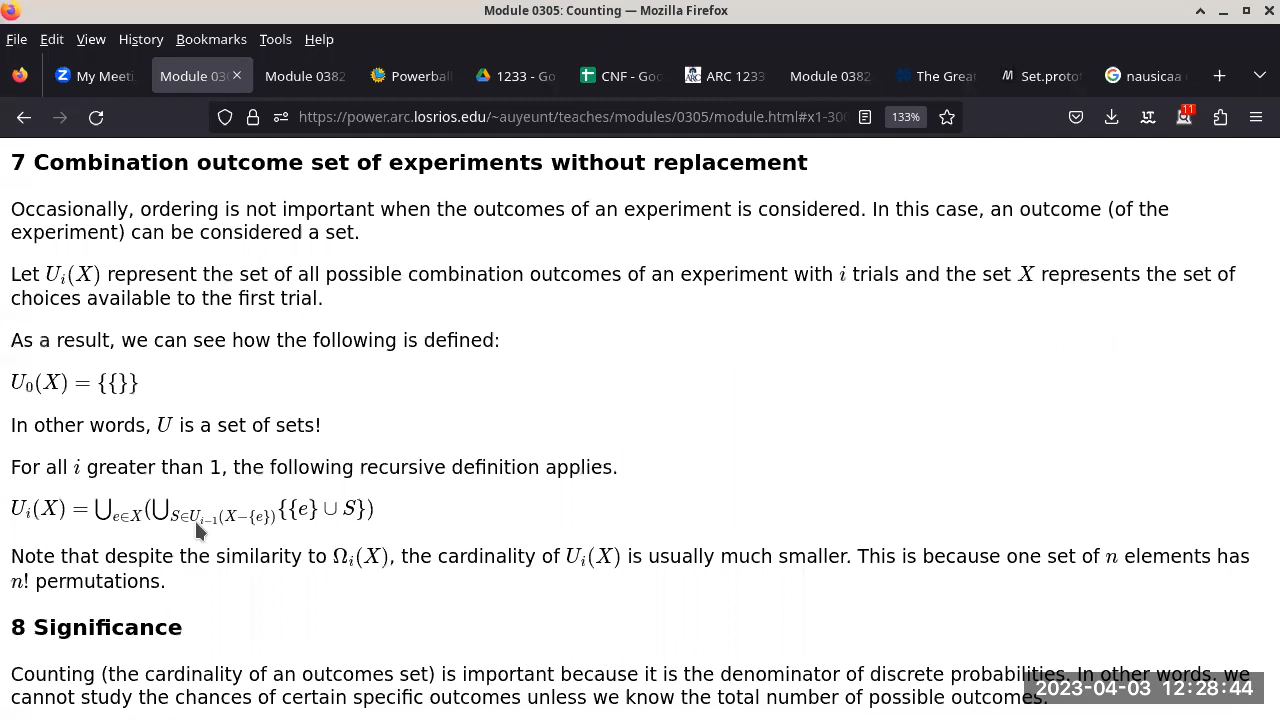 Module 0305: Counting — Mozilla Firefox
File Edit View History Bookmarks Tools Help
My Meeti Module 030 Module 0382 Powerball 1233 - Go CNF - Goo ARC 1233 Module 0382 The Grea Set.protot nausicaa
https://power.arc.losrios.edu/~auyeunt/teaches/modules/0305/module.html#x1-300 133% 11
7 Combination outcome set of experiments without replacement
Occasionally, ordering is not important when the outcomes of an experiment is considered. In this case, an outcome (of the
experiment) can be considered a set.
Let U_i(X) represent the set of all possible combination outcomes of an experiment with i trials and the set X represents the set of
choices available to the first trial.
As a result, we can see how the following is defined:
U_0(X) = {{}}
In other words, U is a set of sets!
For all i greater than 1, the following recursive definition applies.
U_i(X) = ⋃_{e∈X}(⋃_{S∈U_{i−1}(X−{e})}{{e} ∪ S})
Note that despite the similarity to Ω_i(X), the cardinality of U_i(X) is usually much smaller. This is because one set of n elements has
n! permutations.
8 Significance
Counting (the cardinality of an outcomes set) is important because it is the denominator of discrete probabilities. In other words, we
cannot study the chances of certain specific outcomes unless we know the total number of possible outcomes.
2023-04-03 12:28:44